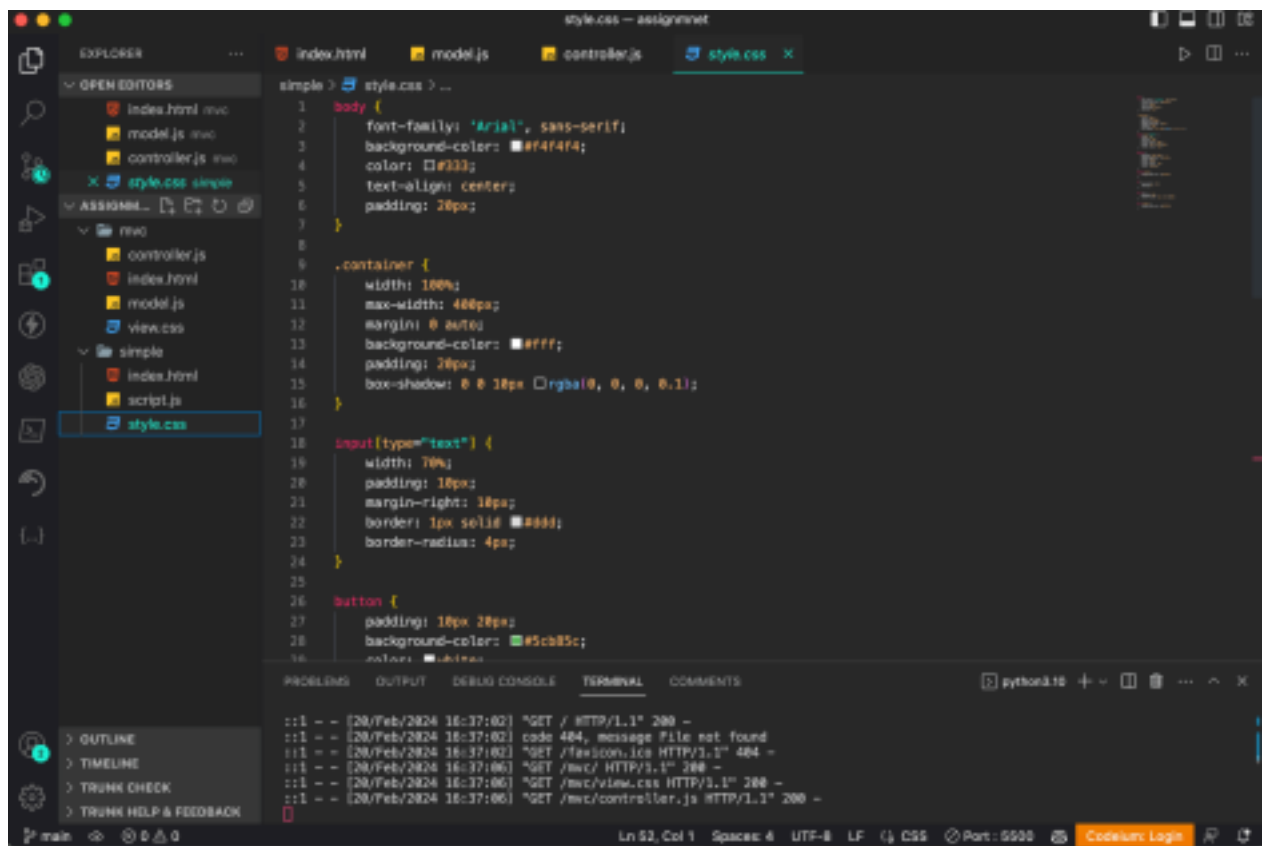 style.css — assignmnet
EXPLORER ...
index.html model.js controller.js style.css ×
OPEN EDITORS
index.html mvc
model.js mvc
controller.js mvc
× style.css simple
ASSIGNM...
mvc
controller.js
index.html
model.js
view.css
simple
index.html
script.js
style.css
OUTLINE
TIMELINE
TRUNK CHECK
TRUNK HELP & FEEDBACK
simple > style.css > ...
1 body {
2 font-family: 'Arial', sans-serif;
3 background-color: #f4f4f4;
4 color: #333;
5 text-align: center;
6 padding: 20px;
7 }
8
9 .container {
10 width: 100%;
11 max-width: 400px;
12 margin: 0 auto;
13 background-color: #fff;
14 padding: 20px;
15 box-shadow: 0 0 10px rgba(0, 0, 0, 0.1);
16 }
17
18 input[type="text"] {
19 width: 70%;
20 padding: 10px;
21 margin-right: 10px;
22 border: 1px solid #ddd;
23 border-radius: 4px;
24 }
25
26 button {
27 padding: 10px 20px;
28 background-color: #5cb85c;
29 color: white;
PROBLEMS OUTPUT DEBUG CONSOLE TERMINAL COMMENTS python3.10
::1 - - [20/Feb/2024 16:37:02] "GET / HTTP/1.1" 200 -
::1 - - [20/Feb/2024 16:37:02] code 404, message File not found
::1 - - [20/Feb/2024 16:37:02] "GET /favicon.ico HTTP/1.1" 404 -
::1 - - [20/Feb/2024 16:37:06] "GET /mvc/ HTTP/1.1" 200 -
::1 - - [20/Feb/2024 16:37:06] "GET /mvc/view.css HTTP/1.1" 200 -
::1 - - [20/Feb/2024 16:37:06] "GET /mvc/controller.js HTTP/1.1" 200 -
main 0 0 Ln 52, Col 1 Spaces: 4 UTF-8 LF CSS Port : 5500 Codeium: Login